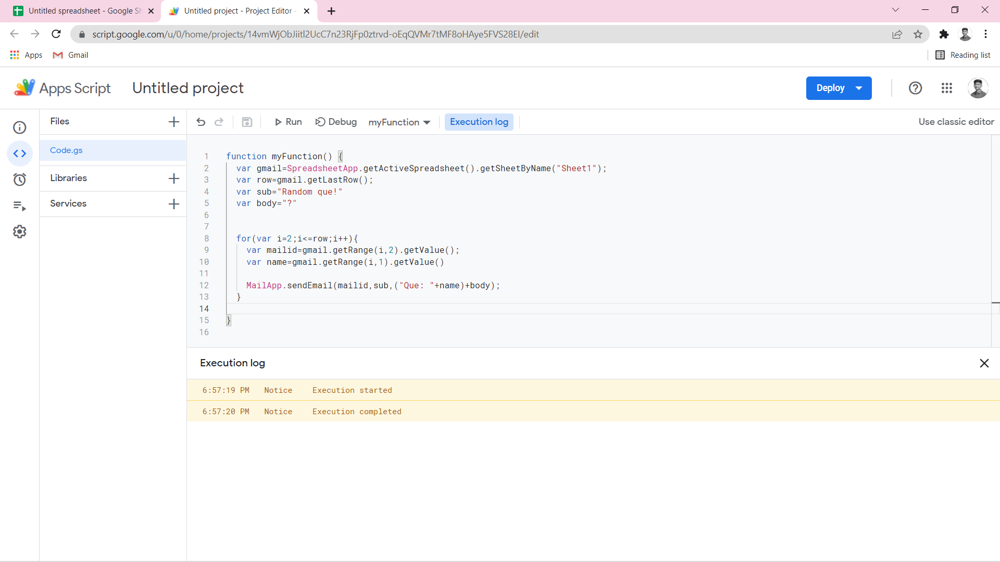 Untitled spreadsheet - Google Sh
Untitled project - Project Editor -
script.google.com/u/0/home/projects/14vmWjObJiitl2UcC7n23RjFp0ztrvd-oEqQVMr7tMF8oHAye5FVS28EI/edit
Apps
Gmail
Reading list
Apps Script
Untitled project
Deploy
Files
Run
Debug
myFunction
Execution log
Use classic editor
Code.gs
Libraries
Services
1 function myFunction() {
2 var gmail=SpreadsheetApp.getActiveSpreadsheet().getSheetByName("Sheet1");
3 var row=gmail.getLastRow();
4 var sub="Random que!"
5 var body="?"
6
7
8 for(var i=2;i<=row;i++){
9 var mailid=gmail.getRange(i,2).getValue();
10 var name=gmail.getRange(i,1).getValue()
11
12 MailApp.sendEmail(mailid,sub,("Que: "+name)+body);
13 }
14
15 }
16
Execution log
6:57:19 PM Notice Execution started
6:57:20 PM Notice Execution completed